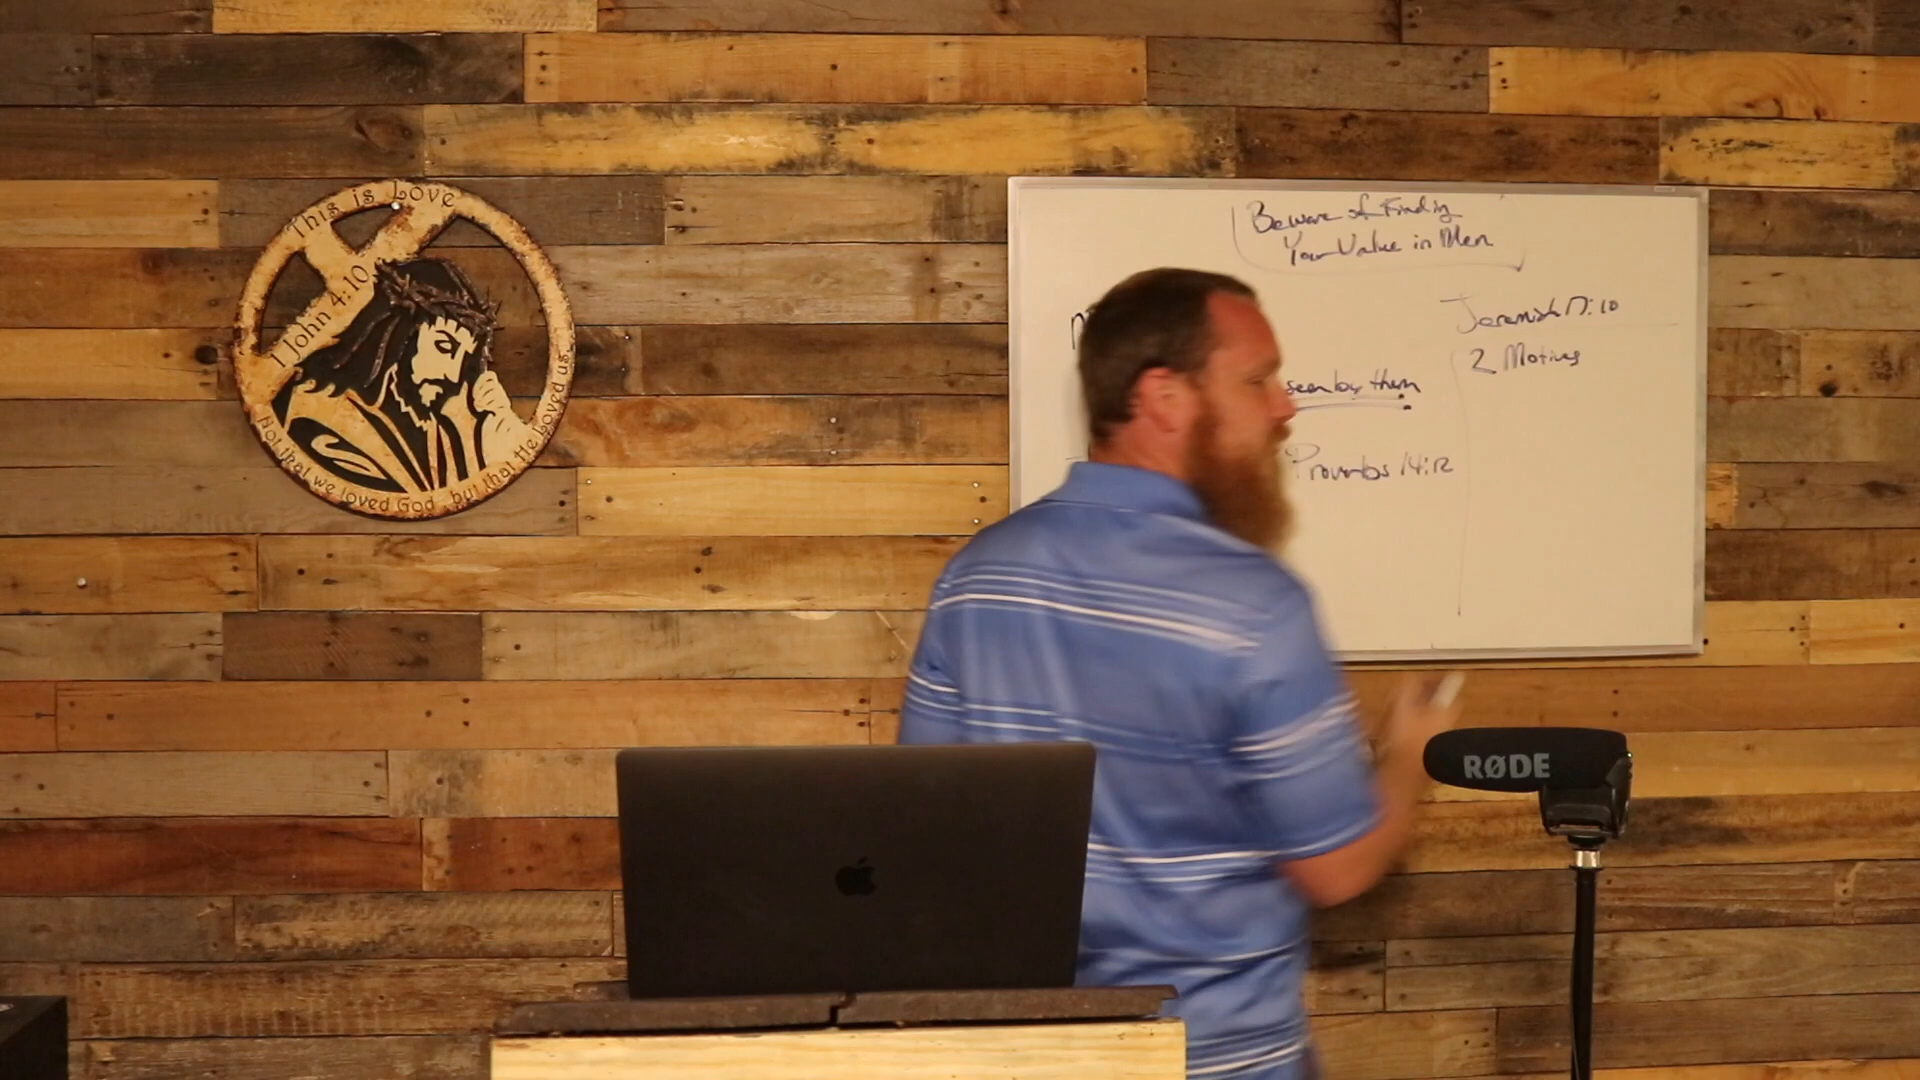 This is Love
1 John 4:10
Not that we loved God but that He Loved us
Beware of Finding
Your Value in Men
Jeremiah 17:10
2 Motives
seen by them
Proverbs 14:12
RØDE